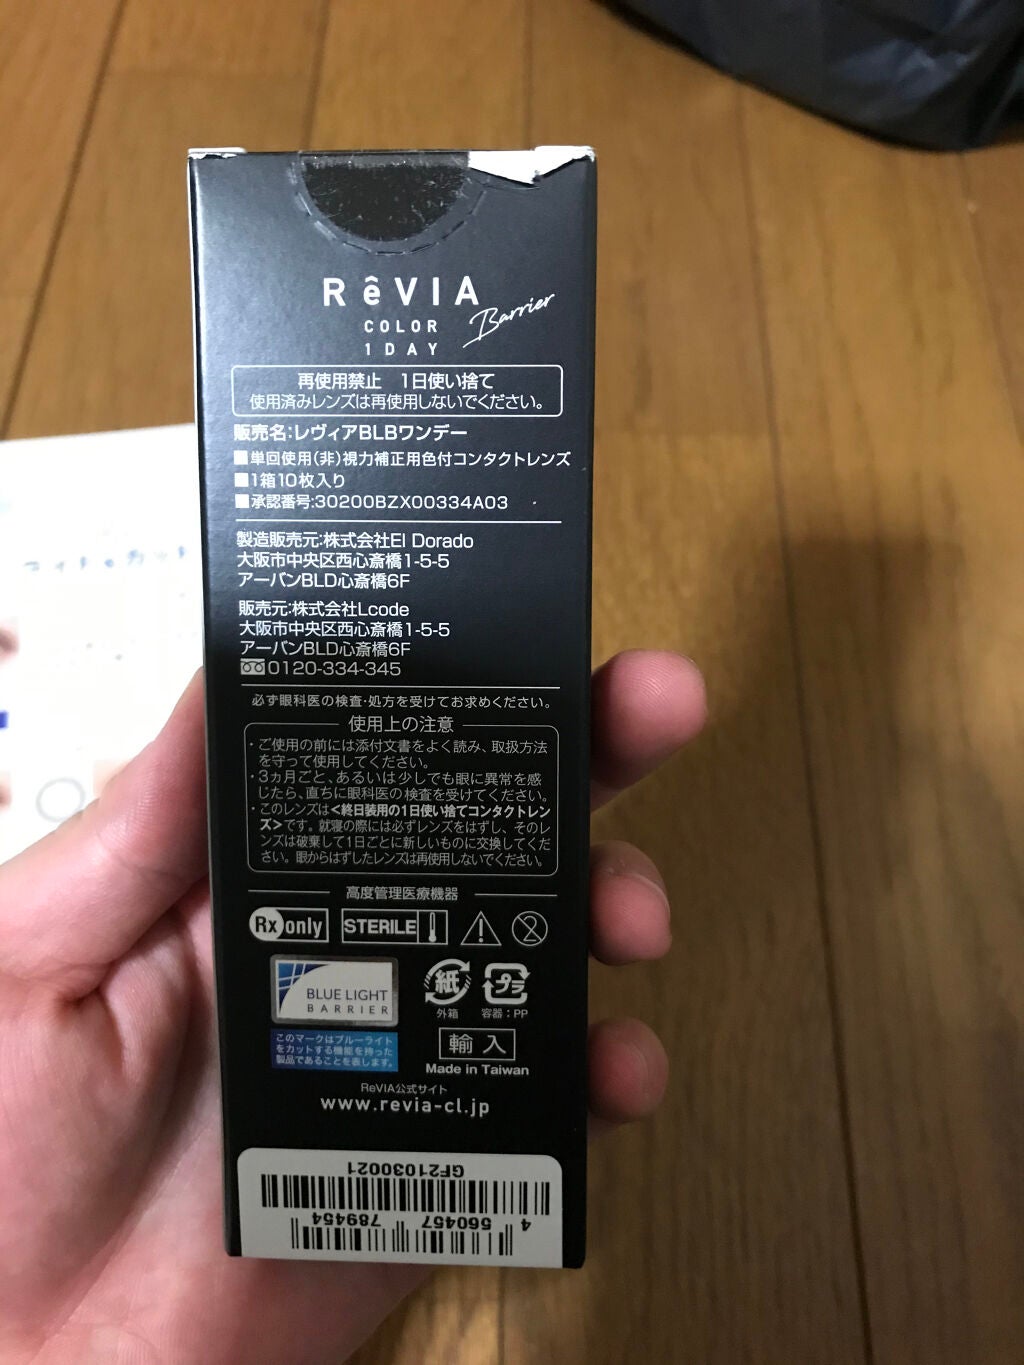 ReVIA
COLOR
1DAY
Barrier
再使用禁止 1日使い捨て
使用済みレンズは再使用しないでください。
販売名:レヴィアBLBワンデー
■単回使用(非)視力補正用色付コンタクトレンズ
■1箱10枚入り
■承認番号:30200BZX00334A03
製造販売元:株式会社El Dorado
大阪市中央区西心斎橋1-5-5
アーバンBLD心斎橋6F
販売元:株式会社Lcode
大阪市中央区西心斎橋1-5-5
アーバンBLD心斎橋6F
0120-334-345
必ず眼科医の検査・処方を受けてお求めください。
使用上の注意
・ご使用の前には添付文書をよく読み、取扱方法
を守って使用してください。
・3ヵ月ごと、あるいは少しでも眼に異常を感
じたら、直ちに眼科医の検査を受けてください。
・このレンズは<終日装用の1日使い捨てコンタクトレン
ズ>です。就寝の際には必ずレンズをはずし、そのレ
ンズは破棄して1日ごとに新しいものに交換してくだ
さい。眼からはずしたレンズは再使用しないでください。
高度管理医療機器
Rx only STERILE
BLUE LIGHT
BARRIER
このマークはブルーライト
をカットする機能を持った
製品であることを表します。
紙
外箱
プラ
容器:PP
輸入
Made in Taiwan
ReVIA公式サイト
www.revia-cl.jp
GF21030021
4 560457 789454